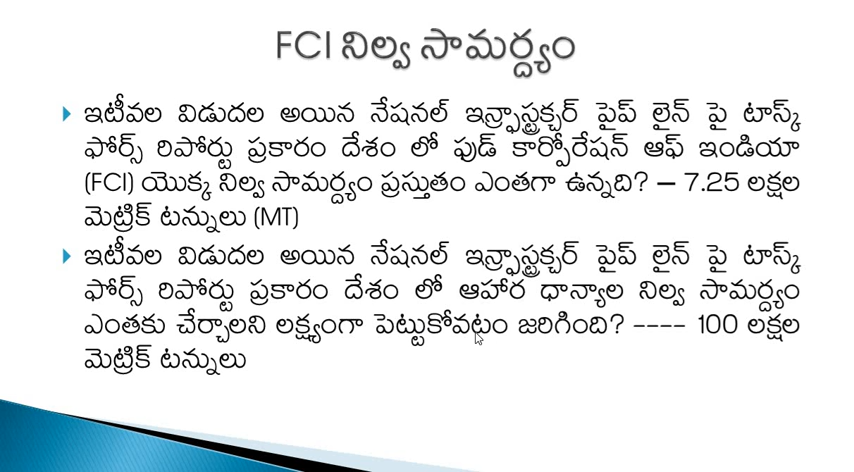 FCI నిల్వ సామర్ద్యం
ఇటీవల విడుదల అయిన నేషనల్ ఇన్ఫ్రాస్ట్రక్చర్ పైప్ లైన్ పై టాస్క్
ఫోర్స్ రిపోర్టు ప్రకారం దేశం లో ఫుడ్ కార్పోరేషన్ ఆఫ్ ఇండియా
(FCI) యొక్క నిల్వ సామర్ద్యం ప్రస్తుతం ఎంతగా ఉన్నది? – 7.25 లక్షల
మెట్రిక్ టన్నులు (MT)
ఇటీవల విడుదల అయిన నేషనల్ ఇన్ఫ్రాస్ట్రక్చర్ పైప్ లైన్ పై టాస్క్
ఫోర్స్ రిపోర్టు ప్రకారం దేశం లో ఆహార ధాన్యాల నిల్వ సామర్ద్యం
ఎంతకు చేర్చాలని లక్ష్యంగా పెట్టుకోవట్టం జరిగింది? ---- 100 లక్షల
మెట్రిక్ టన్నులు